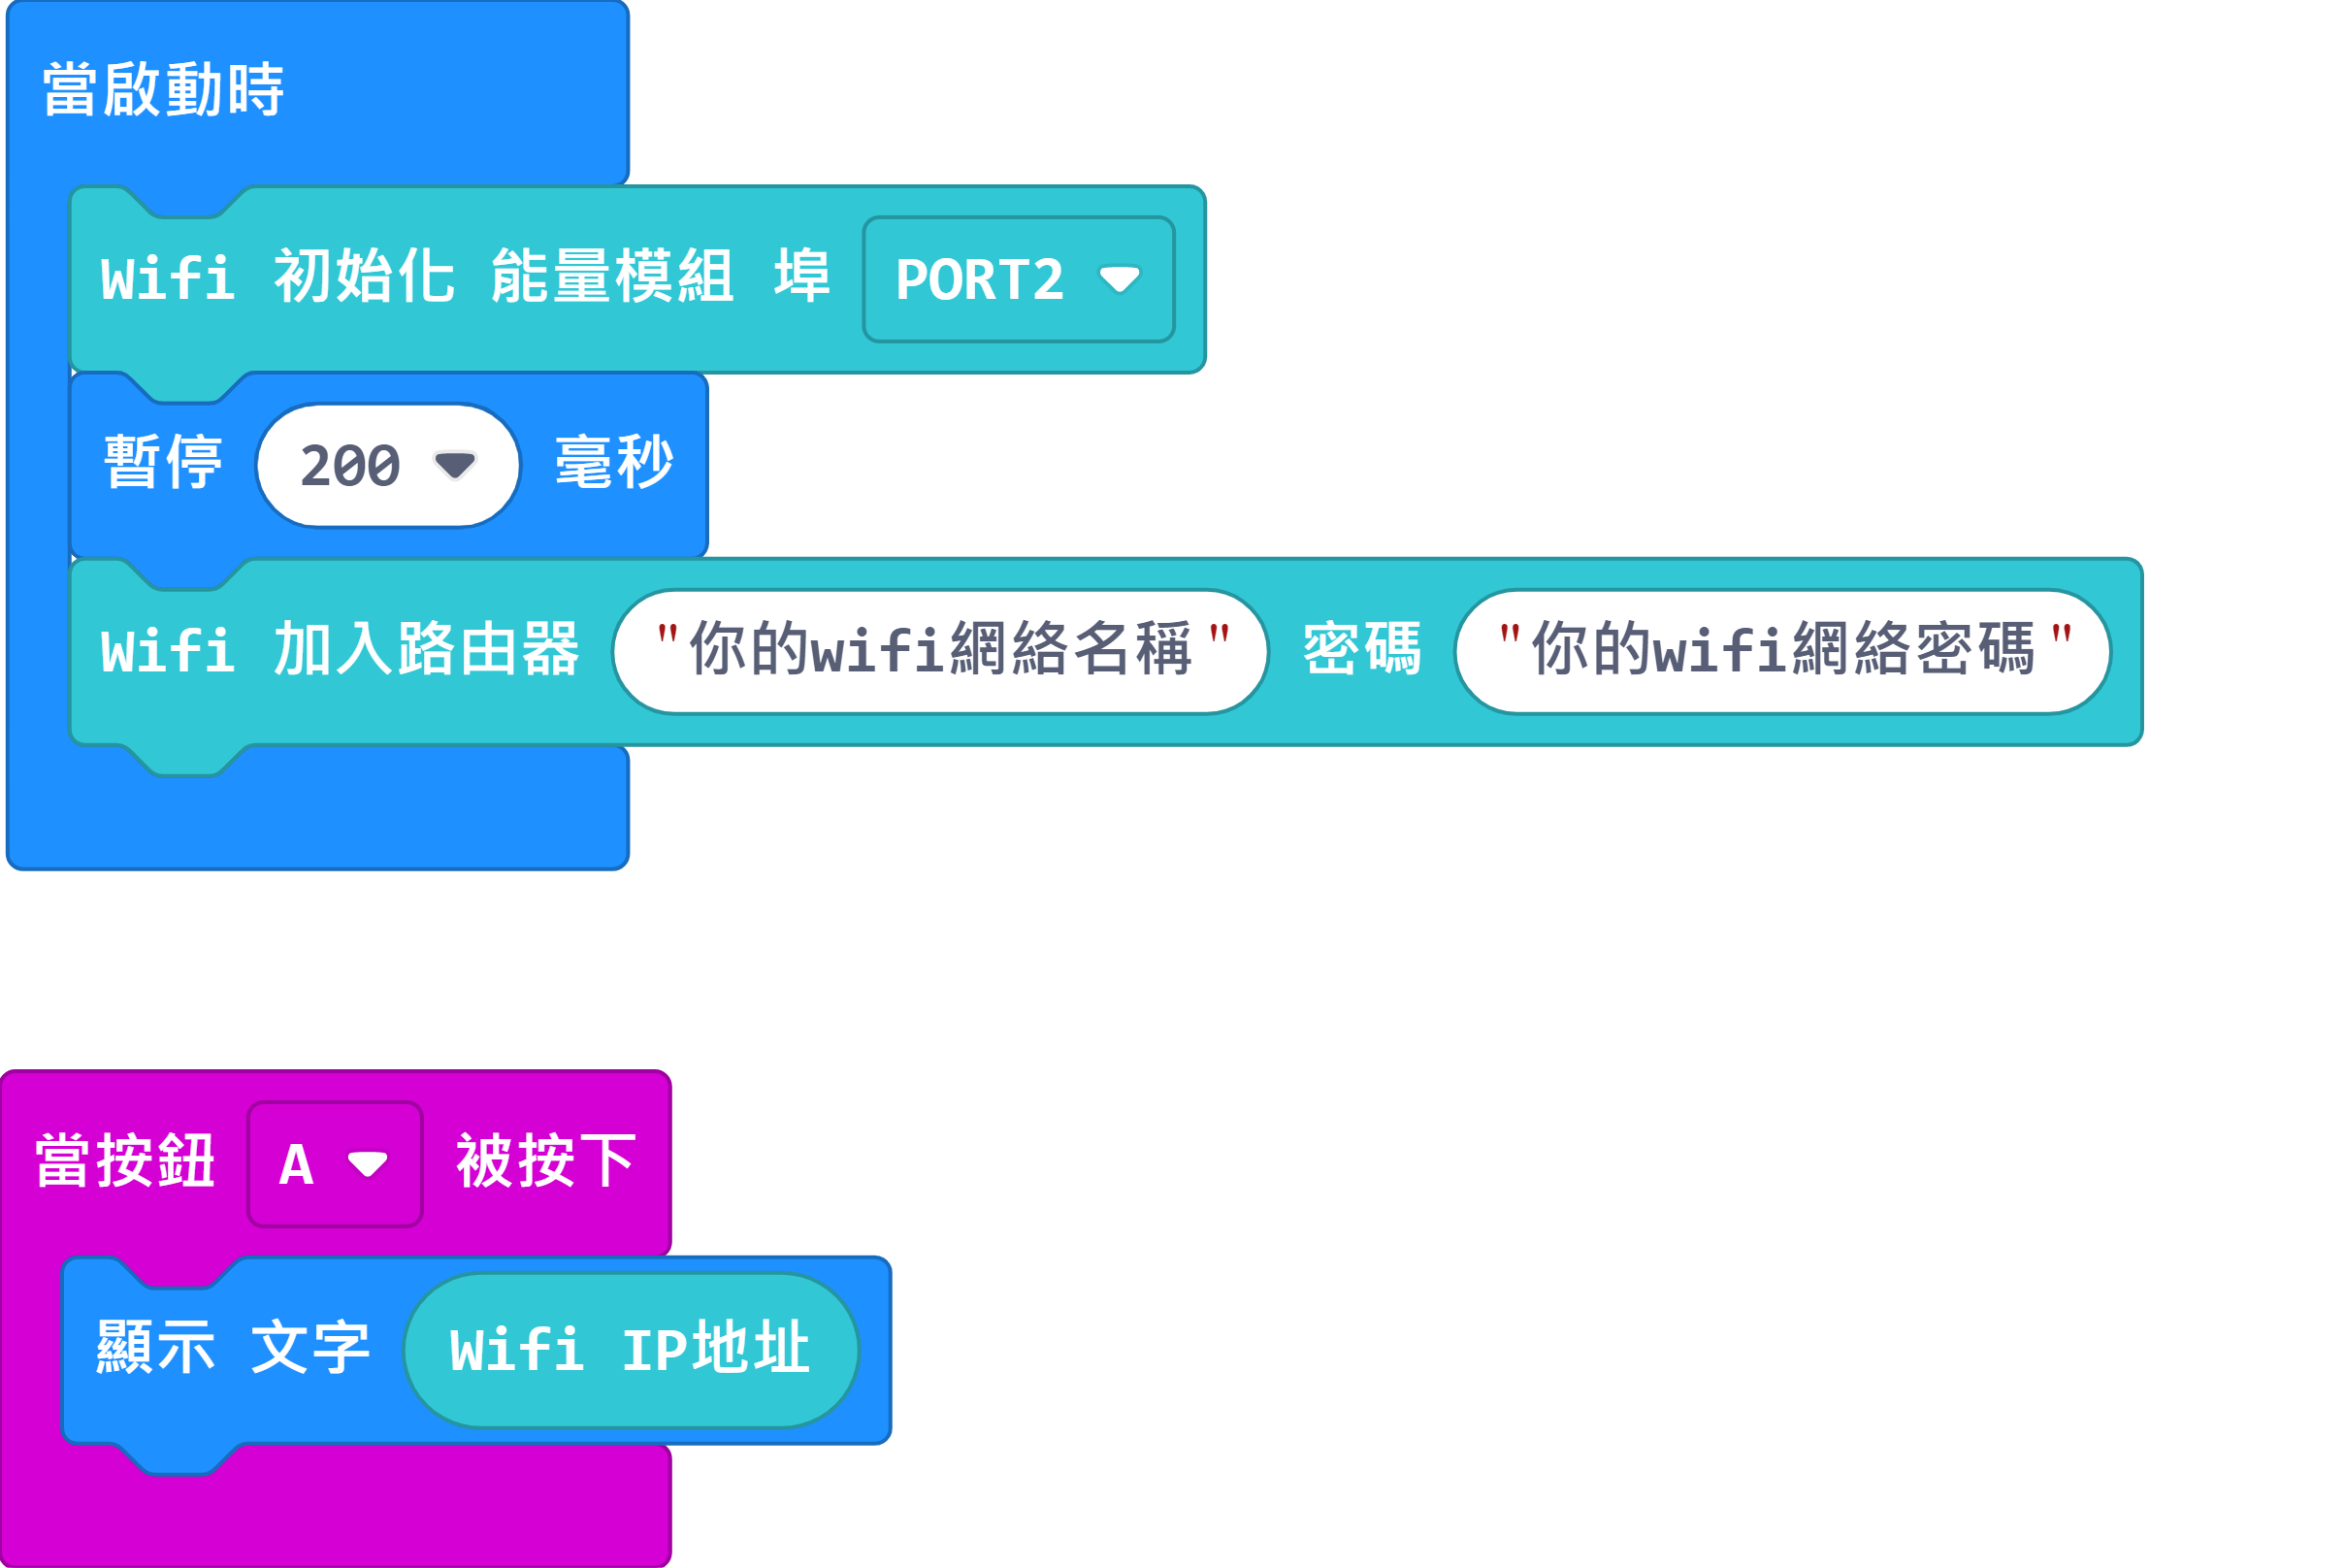 當啟動時
Wifi 初始化 能量模組 埠 PORT2
暫停 200 毫秒
Wifi 加入路由器 "你的wifi網絡名稱" 密碼 "你的wifi網絡密碼"
當按鈕 A 被按下
顯示 文字 Wifi IP地址